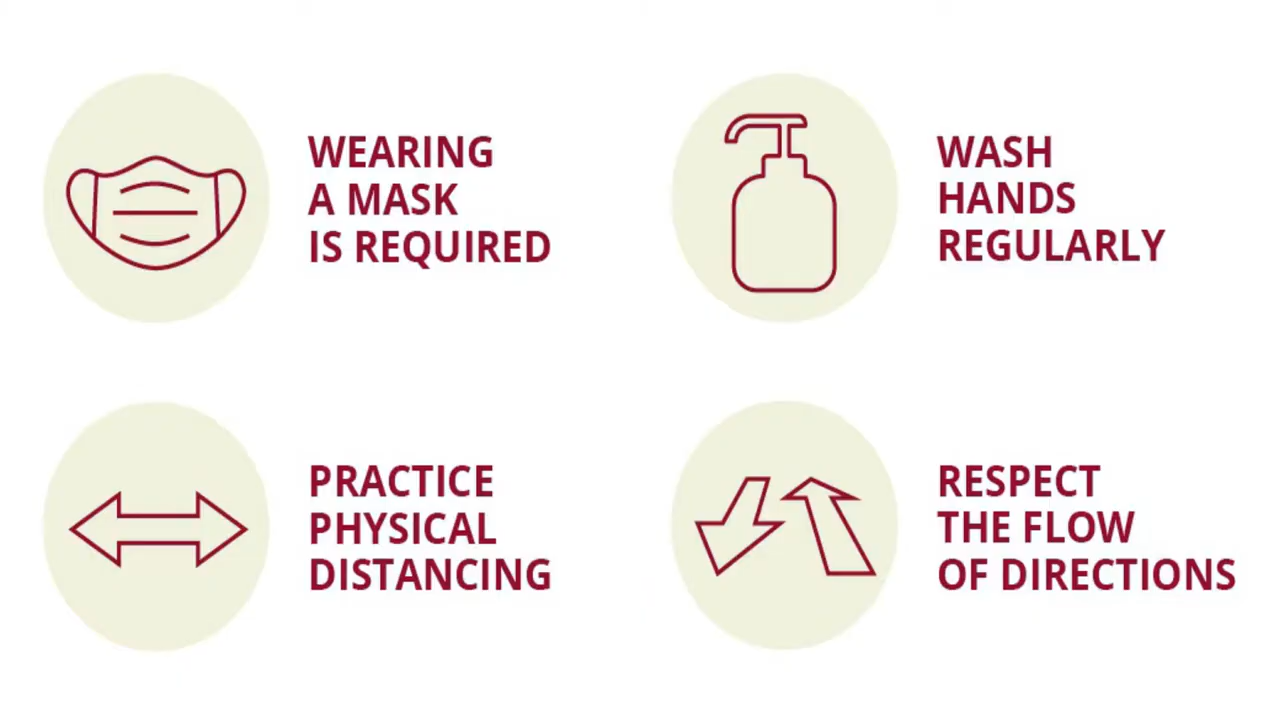 WEARING
A MASK
IS REQUIRED
WASH
HANDS
REGULARLY
PRACTICE
PHYSICAL
DISTANCING
RESPECT
THE FLOW
OF DIRECTIONS